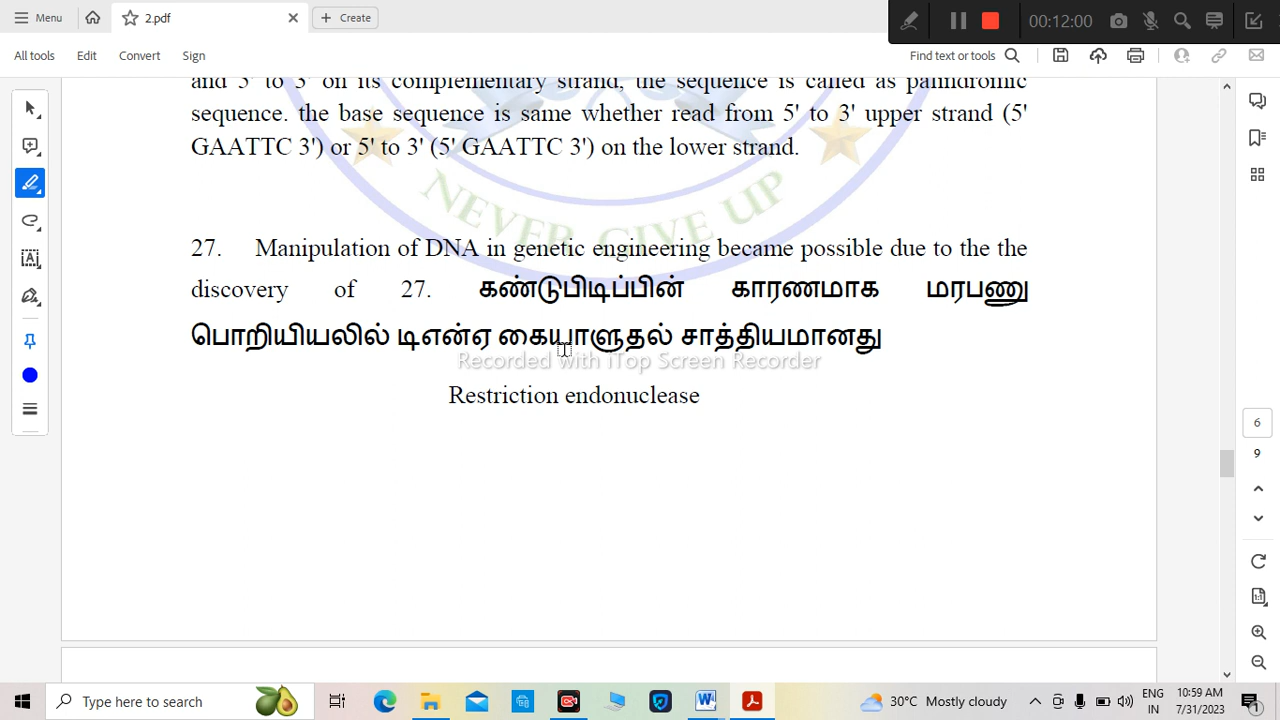 Menu
2.pdf
Create
00:12:00
All tools
Edit
Convert
Sign
Find text or tools
and 3' to 3' on its complementary strand, the sequence is called as palindromic
sequence. the base sequence is same whether read from 5' to 3' upper strand (5'
GAATTC 3') or 5' to 3' (5' GAATTC 3') on the lower strand.
NEVER GIVE UP
27. Manipulation of DNA in genetic engineering became possible due to the the
discovery of 27. கண்டுபிடிப்பின் காரணமாக மரபணு
பொறியியலில் டிஎன்ஏ கையாளுதல் சாத்தியமானது
Recorded with iTop Screen Recorder
Restriction endonuclease
6
9
Type here to search
30°C Mostly cloudy
ENG
IN
10:59 AM
7/31/2023